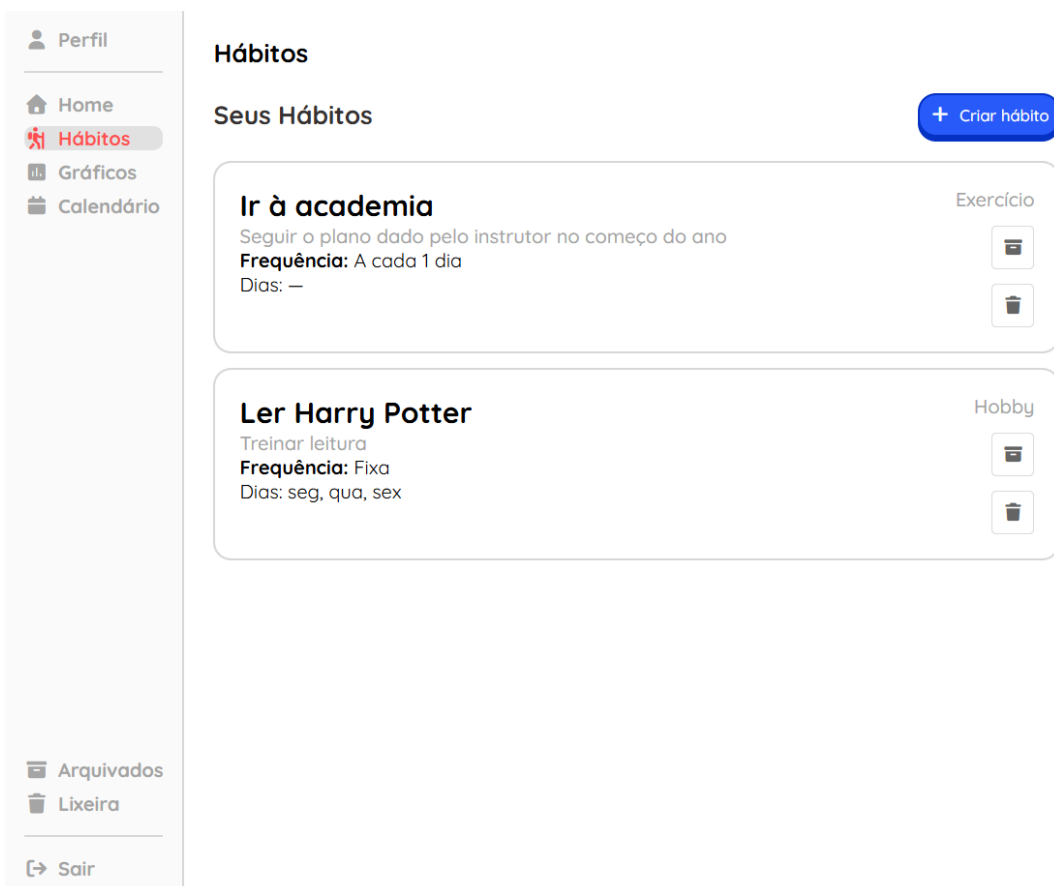 Perfil
Home
Hábitos
Gráficos
Calendário
Arquivados
Lixeira
Sair
Hábitos
Seus Hábitos
+ Criar hábito
Ir à academia
Exercício
Seguir o plano dado pelo instrutor no começo do ano
Frequência: A cada 1 dia
Dias: —
Ler Harry Potter
Hobby
Treinar leitura
Frequência: Fixa
Dias: seg, qua, sex